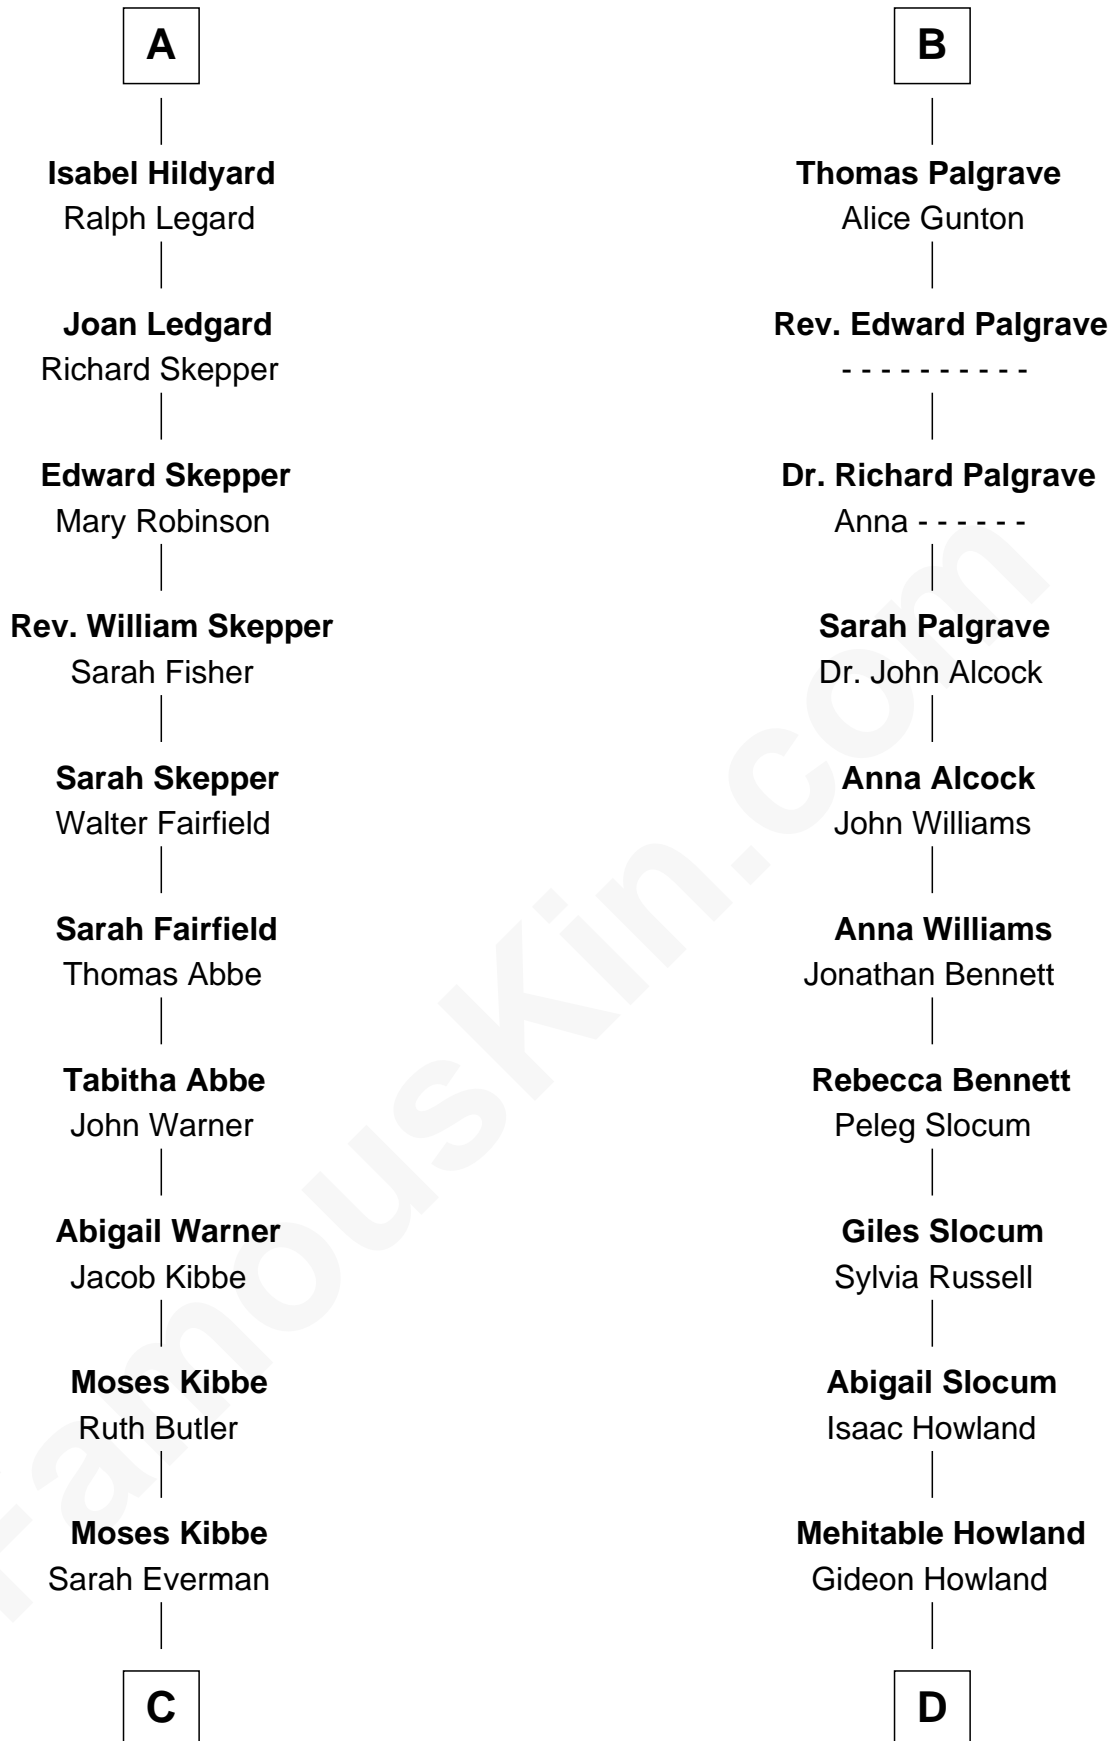 A
Isabel Hildyard
Ralph Legard
Joan Ledgard
Richard Skepper
Edward Skepper
Mary Robinson
Rev. William Skepper
Sarah Fisher
Sarah Skepper
Walter Fairfield
Sarah Fairfield
Thomas Abbe
Tabitha Abbe
John Warner
Abigail Warner
Jacob Kibbe
Moses Kibbe
Ruth Butler
Moses Kibbe
Sarah Everman
C
B
Thomas Palgrave
Alice Gunton
Rev. Edward Palgrave
- - - - - - - - - -
Dr. Richard Palgrave
Anna - - - - - -
Sarah Palgrave
Dr. John Alcock
Anna Alcock
John Williams
Anna Williams
Jonathan Bennett
Rebecca Bennett
Peleg Slocum
Giles Slocum
Sylvia Russell
Abigail Slocum
Isaac Howland
Mehitable Howland
Gideon Howland
D
FamousKin.com